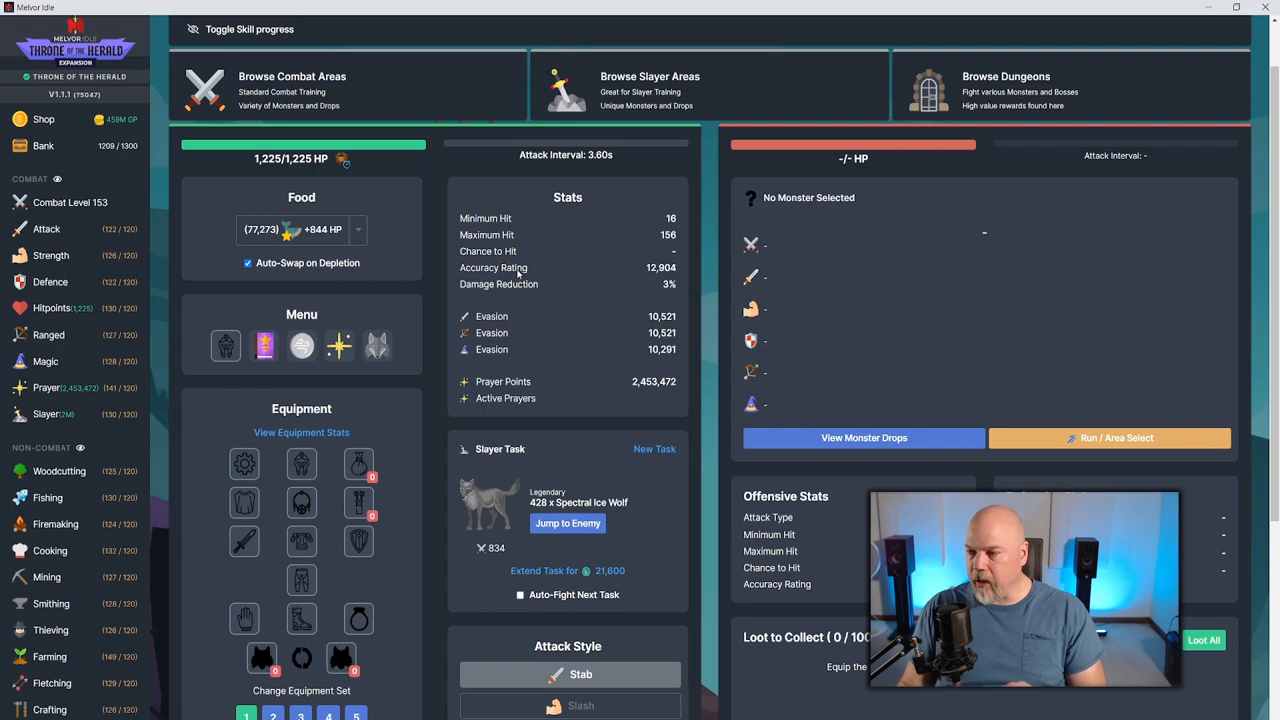 Melvor Idle
MELVOR IDLE
THRONE OF THE HERALD
EXPANSION
THRONE OF THE HERALD
V1.1.1 (?5047)
Shop
459M GP
Bank
1209 / 1300
COMBAT
Combat Level 153
Attack
(122 / 120)
Strength
(126 / 120)
Defence
(122 / 120)
Hitpoints(1,225)
(130 / 120)
Ranged
(127 / 120)
Magic
(128 / 120)
Prayer(2,453,472)
(141 / 120)
Slayer(2M)
(130 / 120)
NON-COMBAT
Woodcutting
(125 / 120)
Fishing
(126 / 120)
Firemaking
(124 / 120)
Cooking
(132 / 120)
Mining
(127 / 120)
Smithing
(128 / 120)
Thieving
(126 / 120)
Farming
(149 / 120)
Fletching
(129 / 120)
Crafting
(126 / 120)
Toggle Skill progress
Browse Combat Areas
Standard Combat Training
Variety of Monsters and Drops
Browse Slayer Areas
Great for Slayer Training
Unique Monsters and Drops
Browse Dungeons
Fight various Monsters and Bosses
High value rewards found here
1,225/1,225 HP
Food
(77,273) +844 HP
Auto-Swap on Depletion
Menu
Equipment
View Equipment Stats
0
0
0
0
Change Equipment Set
1
2
3
4
5
Attack Interval: 3.60s
Stats
Minimum Hit
16
Maximum Hit
156
Chance to Hit
-
Accuracy Rating
12,904
Damage Reduction
3%
Evasion
10,521
Evasion
10,521
Evasion
10,291
Prayer Points
2,453,472
Active Prayers
Slayer Task
New Task
Legendary
428 x Spectral Ice Wolf
Jump to Enemy
834
Extend Task for 21,600
Auto-Fight Next Task
Attack Style
Stab
Slash
-/- HP
Attack Interval: -
? No Monster Selected
-
-
-
-
-
-
-
View Monster Drops
Run / Area Select
Offensive Stats
Attack Type
-
Minimum Hit
-
Maximum Hit
-
Chance to Hit
-
Accuracy Rating
Loot to Collect ( 0 / 100
Loot All
Equip the